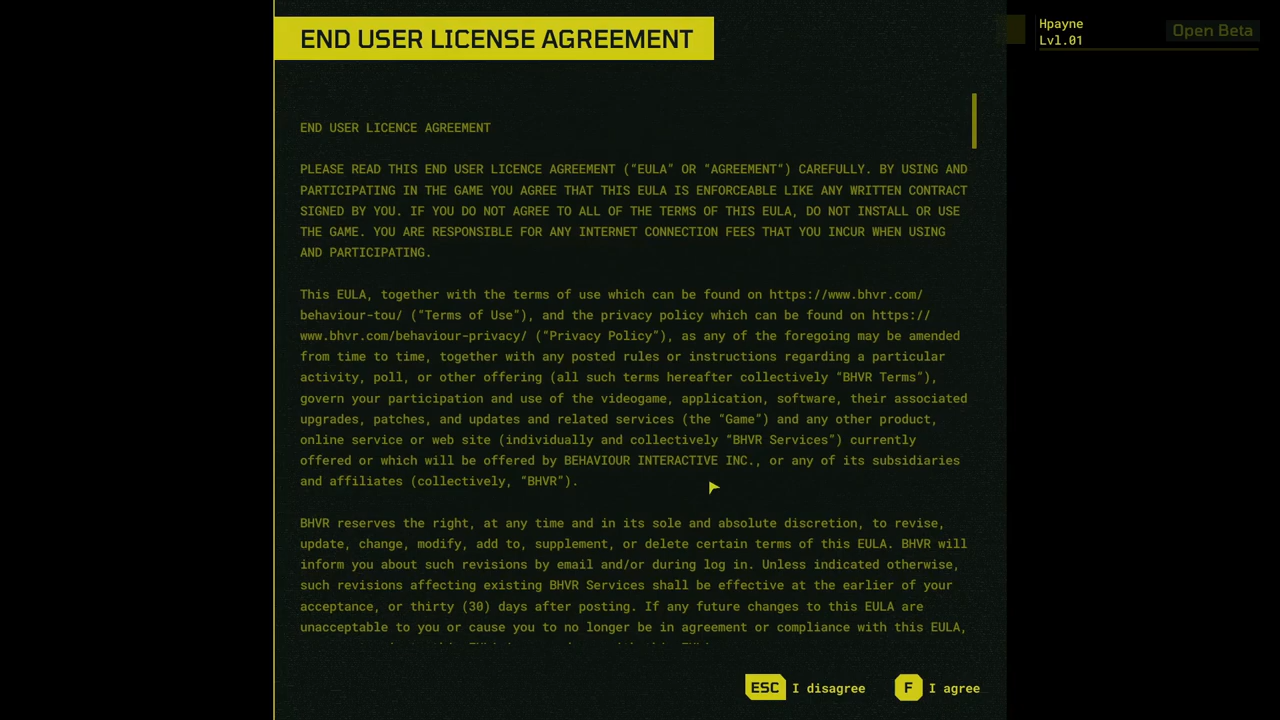 END USER LICENSE AGREEMENT
Hpayne
Lvl.01
Open Beta
END USER LICENCE AGREEMENT
PLEASE READ THIS END USER LICENCE AGREEMENT (“EULA” OR "AGREEMENT”) CAREFULLY. BY USING AND
PARTICIPATING IN THE GAME YOU AGREE THAT THIS EULA IS ENFORCEABLE LIKE ANY WRITTEN CONTRACT
SIGNED BY YOU. IF YOU DO NOT AGREE TO ALL OF THE TERMS OF THIS EULA, DO NOT INSTALL OR USE
THE GAME. YOU ARE RESPONSIBLE FOR ANY INTERNET CONNECTION FEES THAT YOU INCUR WHEN USING
AND PARTICIPATING.
This EULA, together with the terms of use which can be found on https://www.bhvr.com/
behaviour-tou/ (“Terms of Use”), and the privacy policy which can be found on https://
www.bhvr.com/behaviour-privacy/ (“Privacy Policy”), as any of the foregoing may be amended
from time to time, together with any posted rules or instructions regarding a particular
activity, poll, or other offering (all such terms hereafter collectively “BHVR Terms”),
govern your participation and use of the videogame, application, software, their associated
upgrades, patches, and updates and related services (the “Game”) and any other product,
online service or web site (individually and collectively “BHVR Services”) currently
offered or which will be offered by BEHAVIOUR INTERACTIVE INC., or any of its subsidiaries
and affiliates (collectively, “BHVR”).
BHVR reserves the right, at any time and in its sole and absolute discretion, to revise,
update, change, modify, add to, supplement, or delete certain terms of this EULA. BHVR will
inform you about such revisions by email and/or during log in. Unless indicated otherwise,
such revisions affecting existing BHVR Services shall be effective at the earlier of your
acceptance, or thirty (30) days after posting. If any future changes to this EULA are
unacceptable to you or cause you to no longer be in agreement or compliance with this EULA,
ESC I disagree F I agree